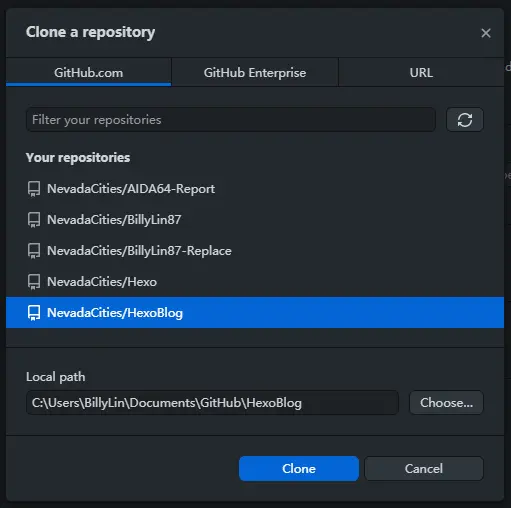 Clone a repository
GitHub.com GitHub Enterprise URL
Filter your repositories
Your repositories
NevadaCities/AIDA64-Report
NevadaCities/BillyLin87
NevadaCities/BillyLin87-Replace
NevadaCities/Hexo
NevadaCities/HexoBlog
Local path
C:\Users\BillyLin\Documents\GitHub\HexoBlog Choose...
Clone Cancel